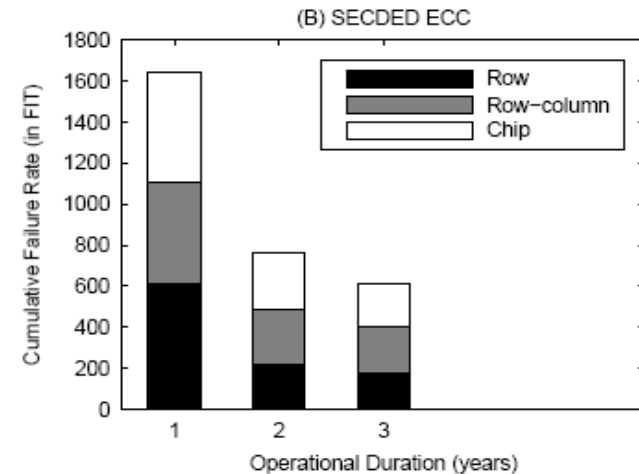 (B) SECDED ECC
Cumulative Failure Rate (in FIT)
1800
1600
1400
1200
1000
800
600
400
200
0
Row
Row-column
Chip
1 2 3
Operational Duration (years)